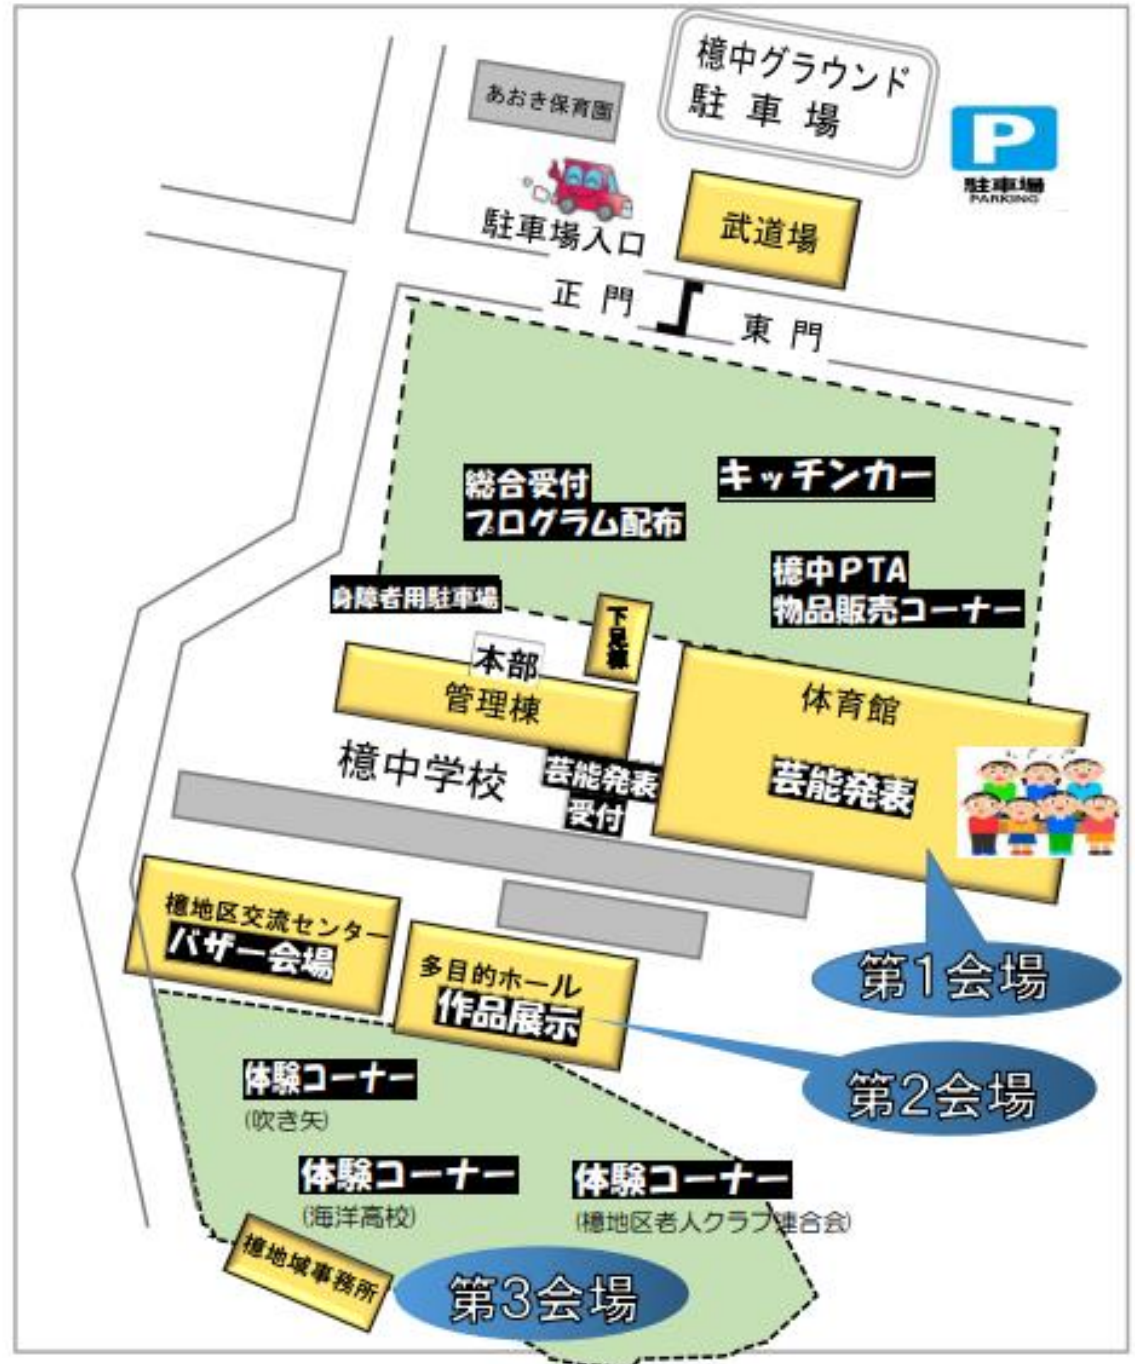 檍中グラウンド
駐車場
あおき保育園
P
駐車場
PARKING
駐車場入口
武道場
正門
東門
総合受付
プログラム配布
キッチンカー
檍中PTA
物品販売コーナー
身障者用駐車場
下足棟
本部
管理棟
体育館
芸能発表
檍中学校
芸能発表
受付
檍地区交流センター
バザー会場
多目的ホール
作品展示
第1会場
第2会場
体験コーナー
(吹き矢)
体験コーナー
(海洋高校)
体験コーナー
(檍地区老人クラブ連合会)
檍地域事務所
第3会場